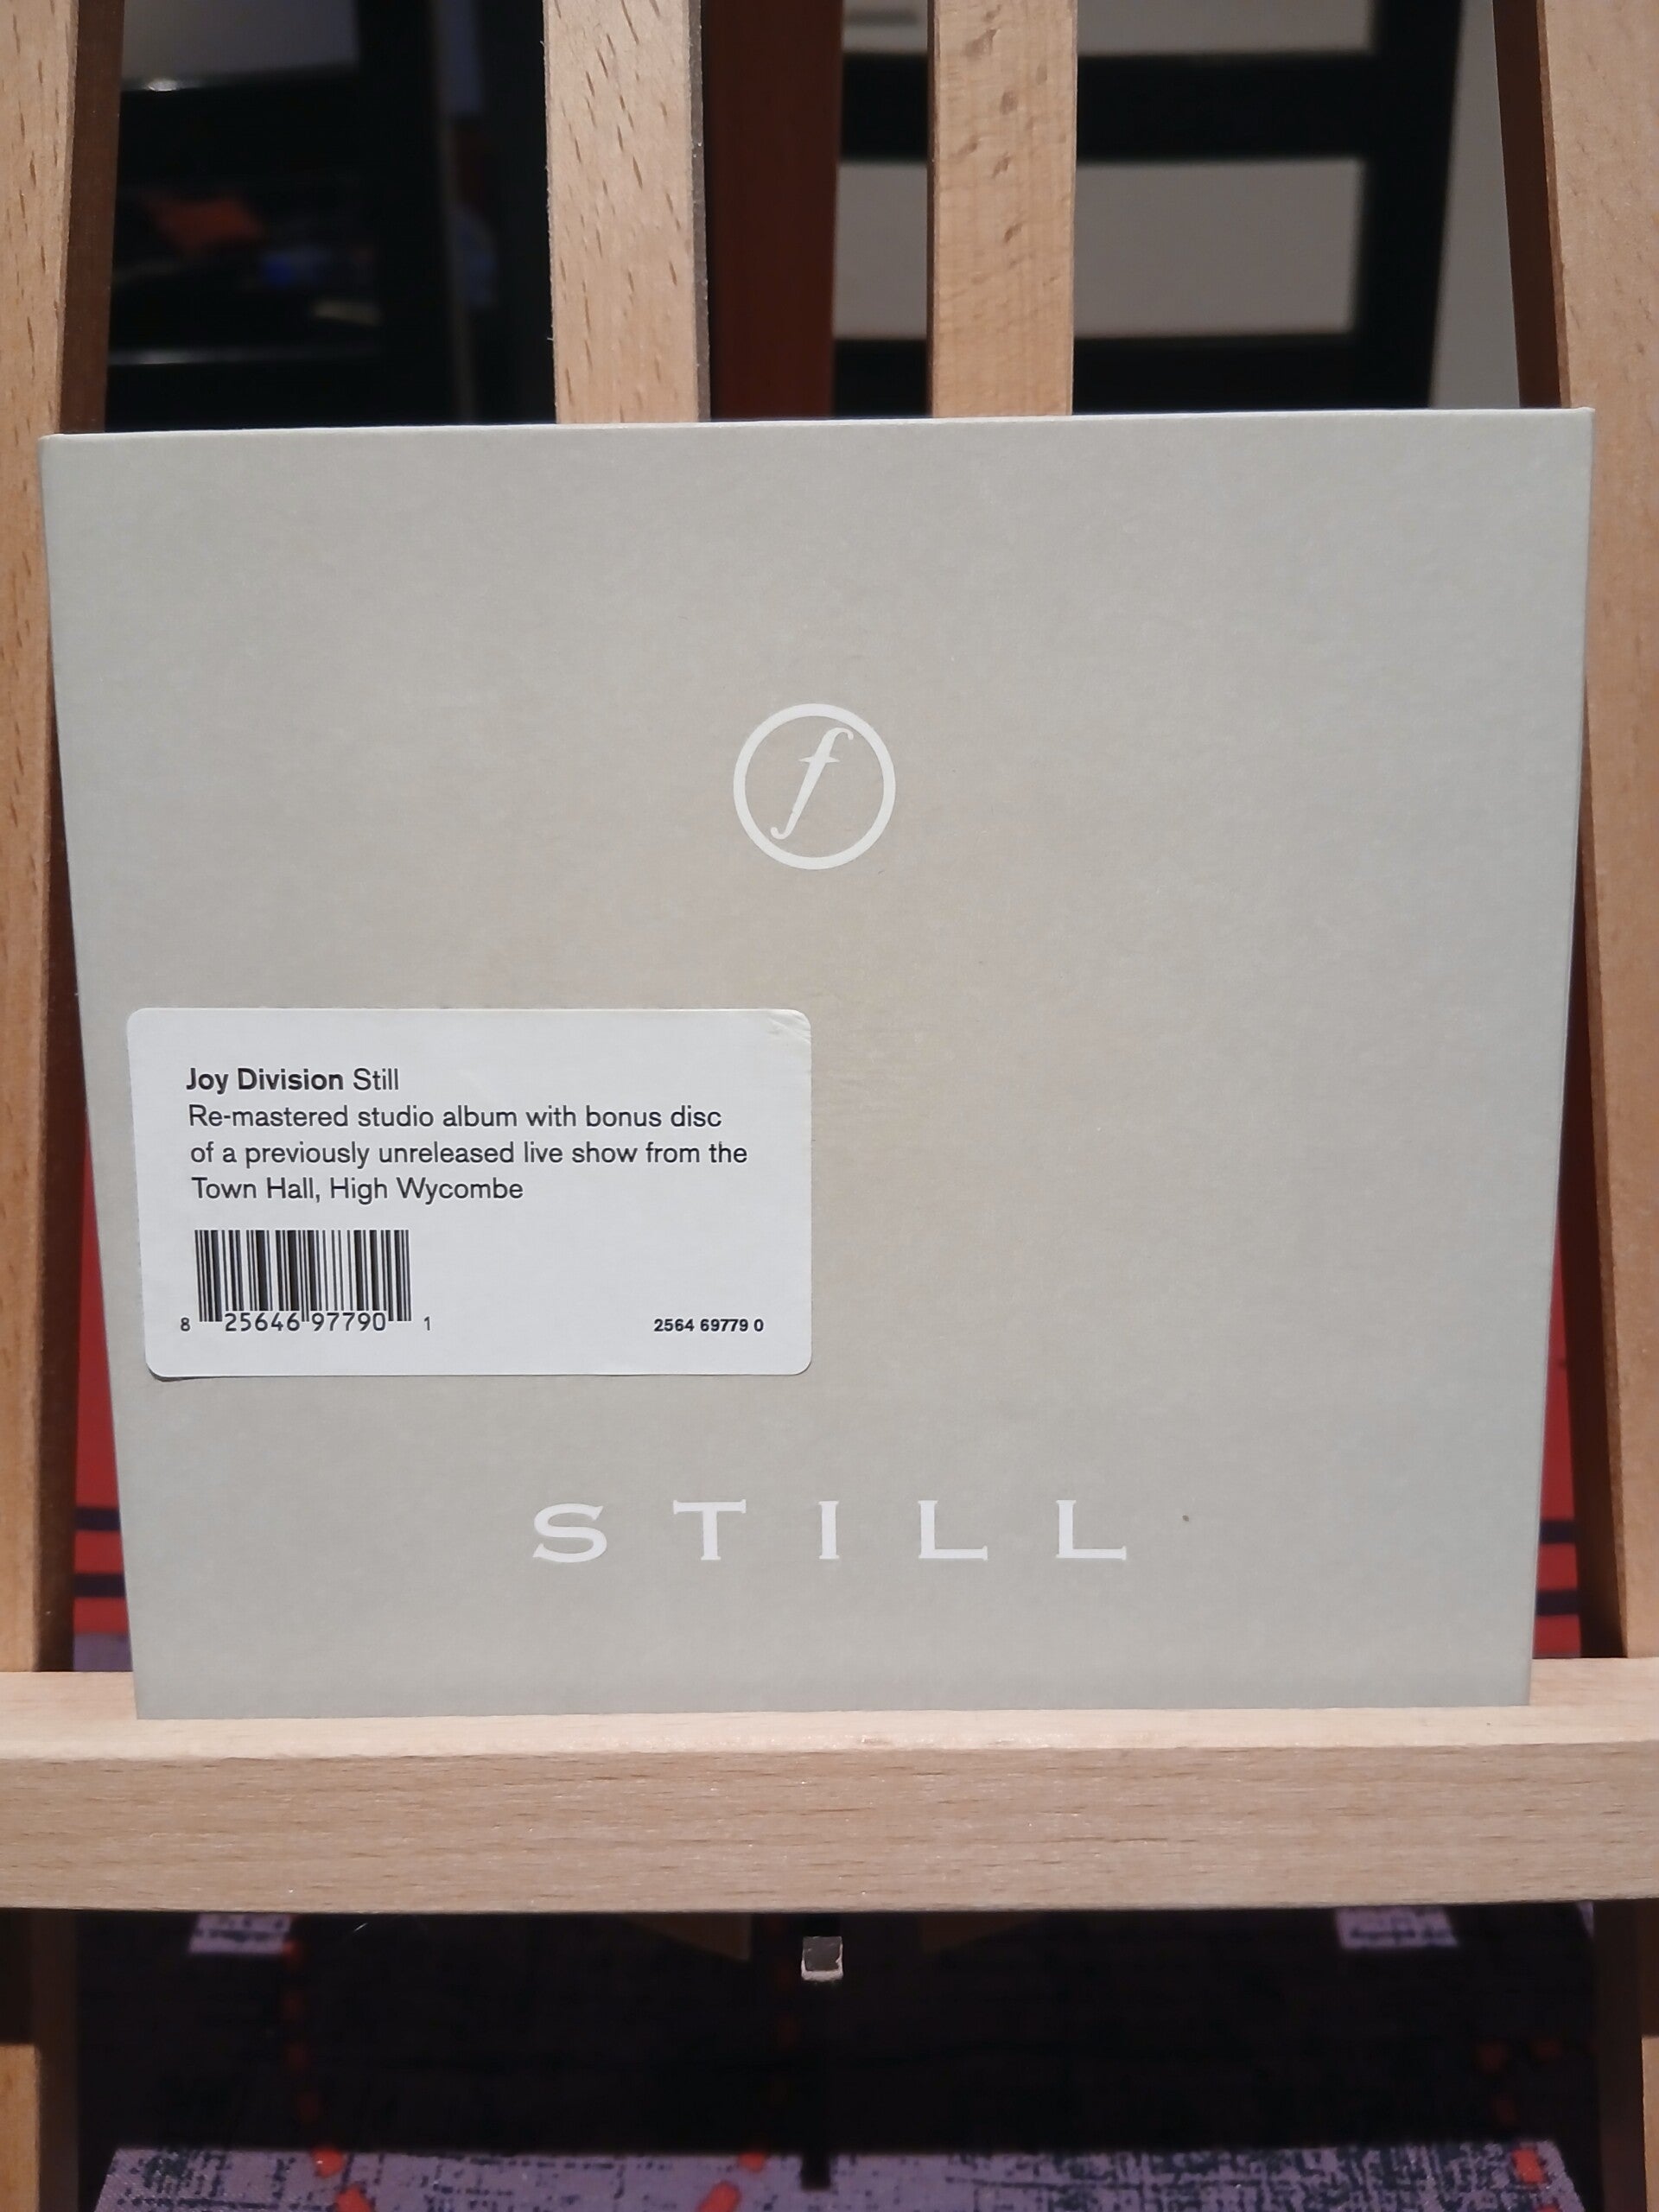 f
Joy Division Still
Re-mastered studio album with bonus disc
of a previously unreleased live show from the
Town Hall, High Wycombe
8 25646 97790 1
2564 69779 0
STILL